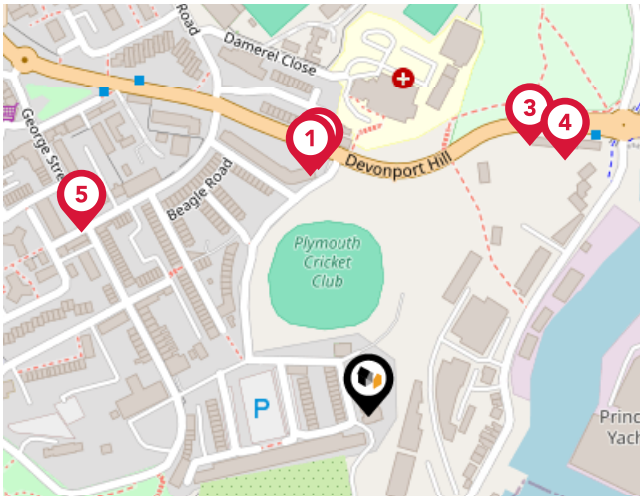 Road
Damerel Close
George Stre
3
4
1
Devonport Hill
Beagle Road
5
Plymouth
Cricket
Club
P
Princ
Yach